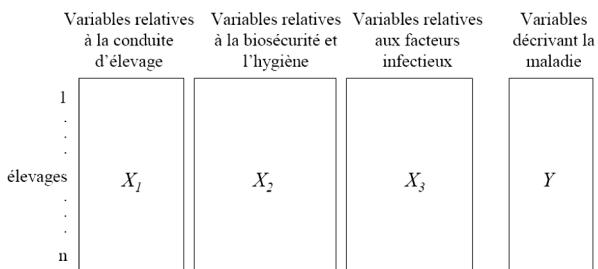 Variables relatives
à la conduite
d’élevage
Variables relatives
à la biosécurité et
l’hygiène
Variables relatives
aux facteurs
infectieux
Variables
décrivant la
maladie
1
.
.
.
élevages
.
.
.
n
X1
X2
X3
Y